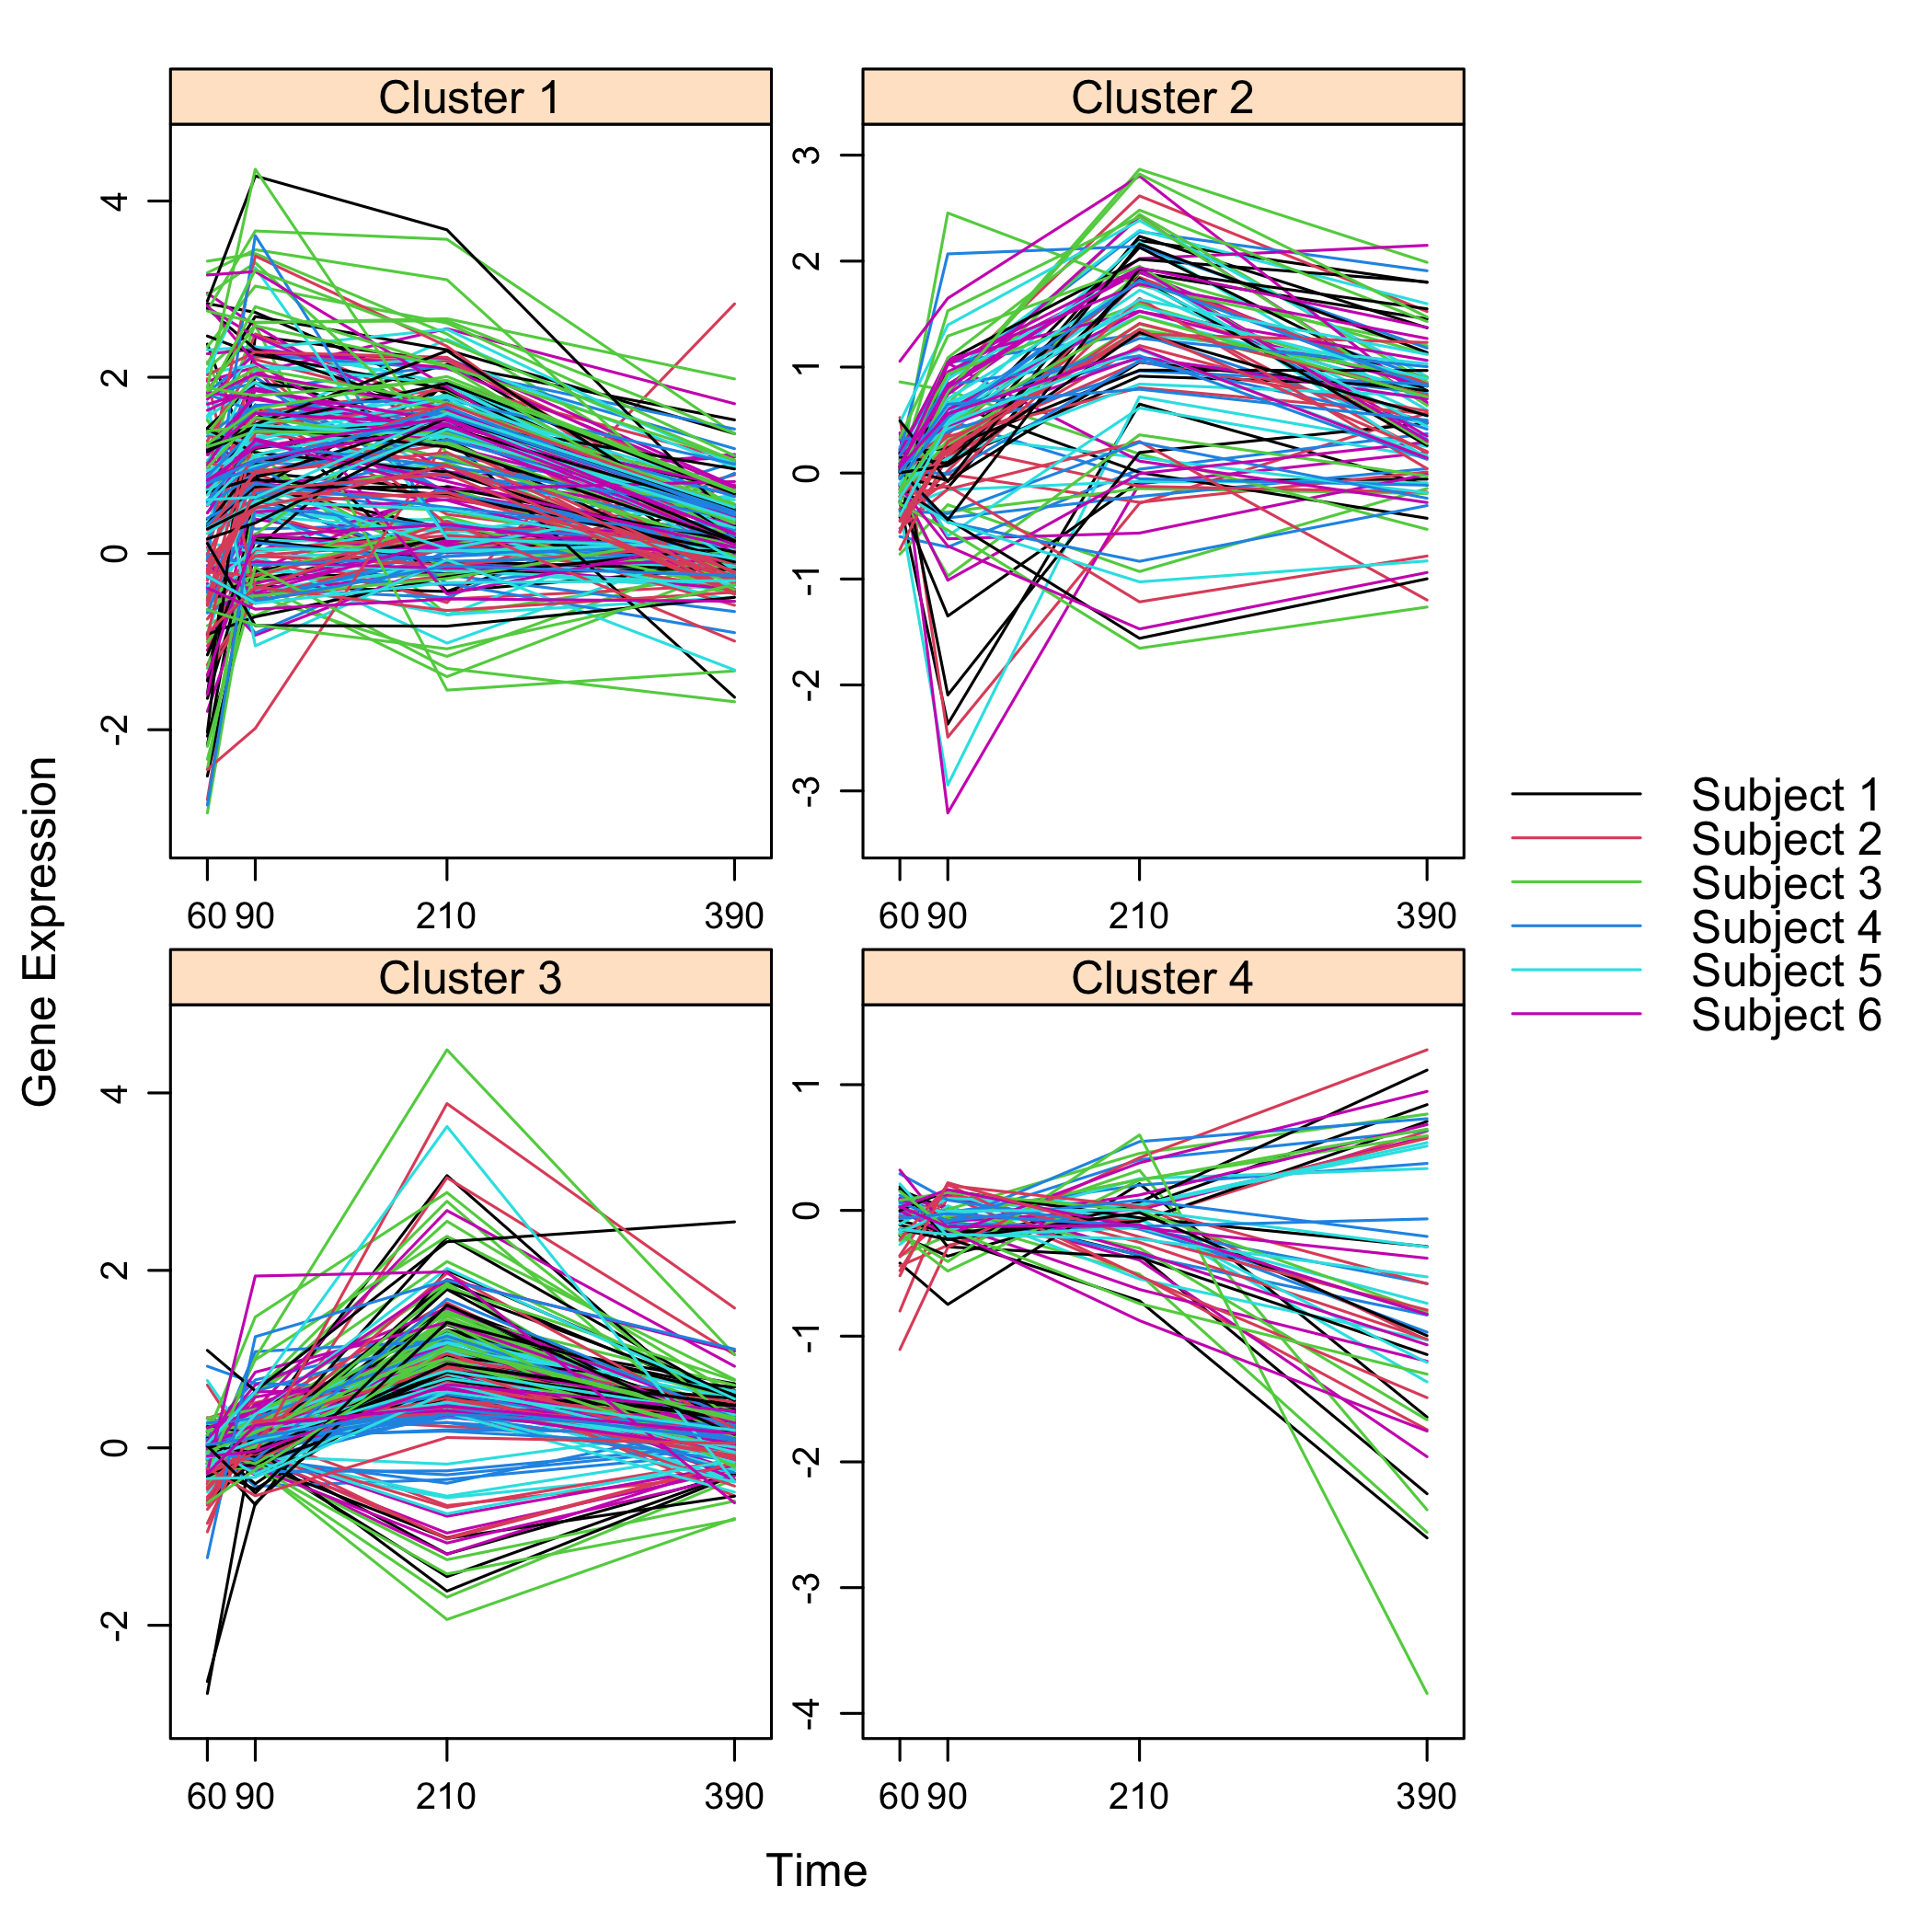 Cluster 1
Cluster 2
4
2
0
-2
3
2
1
0
-1
-2
-3
60 90 210 390
60 90 210 390
Cluster 3
Cluster 4
4
2
0
-2
1
0
-1
-2
-3
-4
60 90 210 390
60 90 210 390
Gene Expression
Time
Subject 1
Subject 2
Subject 3
Subject 4
Subject 5
Subject 6